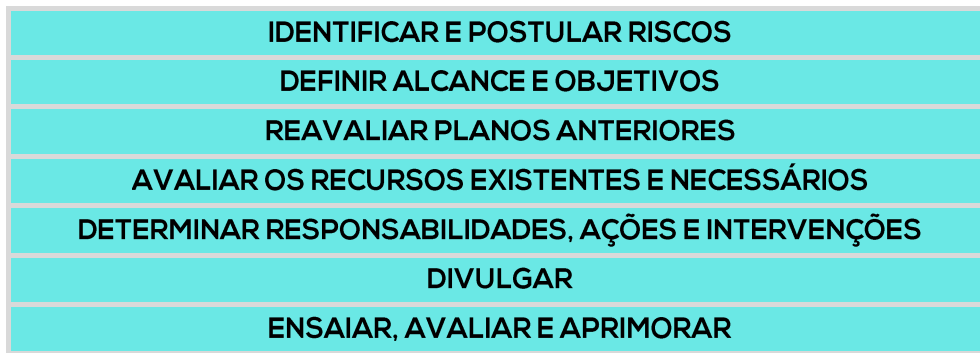 IDENTIFICAR E POSTULAR RISCOS
DEFINIR ALCANCE E OBJETIVOS
REAVALIAR PLANOS ANTERIORES
AVALIAR OS RECURSOS EXISTENTES E NECESSÁRIOS
DETERMINAR RESPONSABILIDADES, AÇÕES E INTERVENÇÕES
DIVULGAR
ENSAIAR, AVALIAR E APRIMORAR